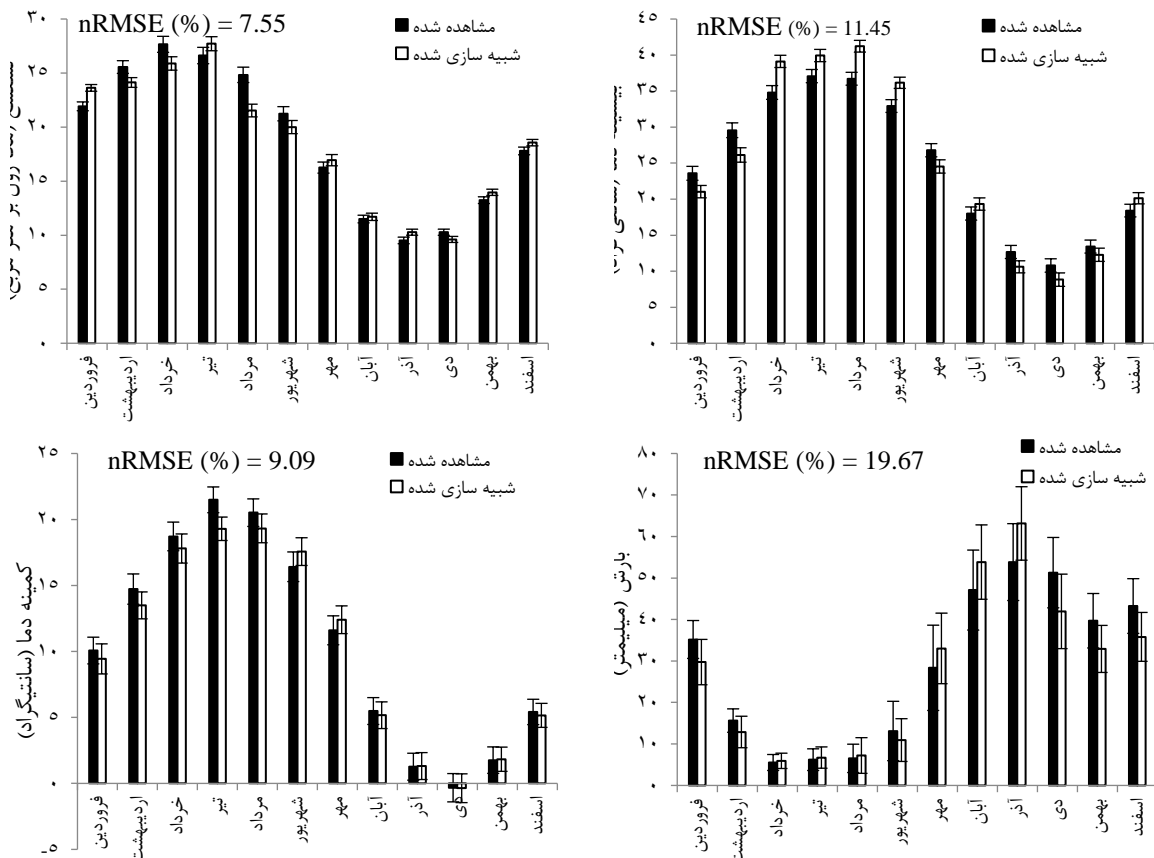 nRMSE (%) = 7.55
مشاهده شده
شبیه سازی شده
۳۰
۲۵
۲۰
۱۵
۱۰
۵
۰
فروردین
اردیبهشت
خرداد
تیر
مرداد
شهریور
مهر
آبان
آذر
دی
بهمن
اسفند
nRMSE (%) = 11.45
مشاهده شده
شبیه سازی شده
۴۵
۴۰
۳۵
۳۰
۲۵
۲۰
۱۵
۱۰
۵
۰
فروردین
اردیبهشت
خرداد
تیر
مرداد
شهریور
مهر
آبان
آذر
دی
بهمن
اسفند
nRMSE (%) = 9.09
مشاهده شده
شبیه سازی شده
کمینه دما (سانتیگراد)
۲۵
۲۰
۱۵
۱۰
۵
۰
-۵
فروردین
اردیبهشت
خرداد
تیر
مرداد
شهریور
مهر
آبان
آذر
دی
بهمن
اسفند
nRMSE (%) = 19.67
مشاهده شده
شبیه سازی شده
بارش (میلیمتر)
۸۰
۷۰
۶۰
۵۰
۴۰
۳۰
۲۰
۱۰
۰
فروردین
اردیبهشت
خرداد
تیر
مرداد
شهریور
مهر
آبان
آذر
دی
بهمن
اسفند